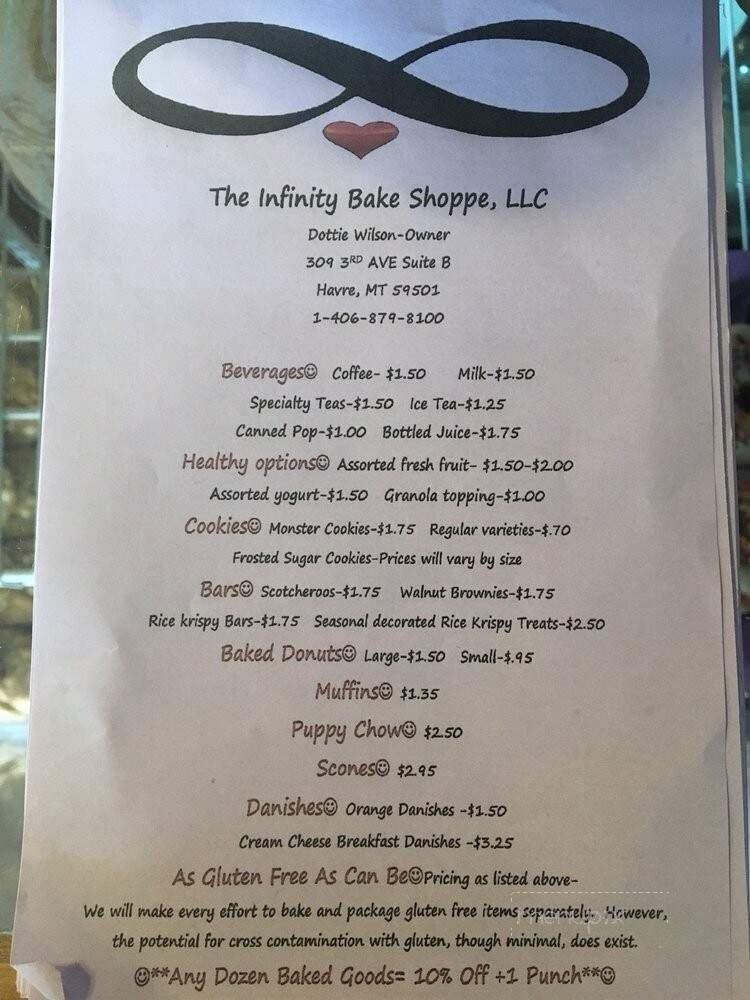 The Infinity Bake Shoppe, LLC
Dottie Wilson-Owner
309 3RD AVE Suite B
Havre, MT 59501
1-406-879-8100
Beverages☺ Coffee- $1.50 Milk-$1.50
Specialty Teas-$1.50 Ice Tea-$1.25
Canned Pop-$1.00 Bottled Juice-$1.75
Healthy options☺ Assorted fresh fruit- $1.50-$2.00
Assorted yogurt-$1.50 Granola topping-$1.00
Cookies☺ Monster Cookies-$1.75 Regular varieties-$.70
Frosted Sugar Cookies-Prices will vary by size
Bars☺ Scotcheroos-$1.75 Walnut Brownies-$1.75
Rice krispy Bars-$1.75 Seasonal decorated Rice Krispy Treats-$2.50
Baked Donuts☺ Large-$1.50 Small-$.95
Muffins☺ $1.35
Puppy Chow☺ $2.50
Scones☺ $2.95
Danishes☺ Orange Danishes -$1.50
Cream Cheese Breakfast Danishes -$3.25
As Gluten Free As Can Be☺Pricing as listed above-
We will make every effort to bake and package gluten free items separately. However,
the potential for cross contamination with gluten, though minimal, does exist.
☺**Any Dozen Baked Goods= 10% Off +1 Punch**☺